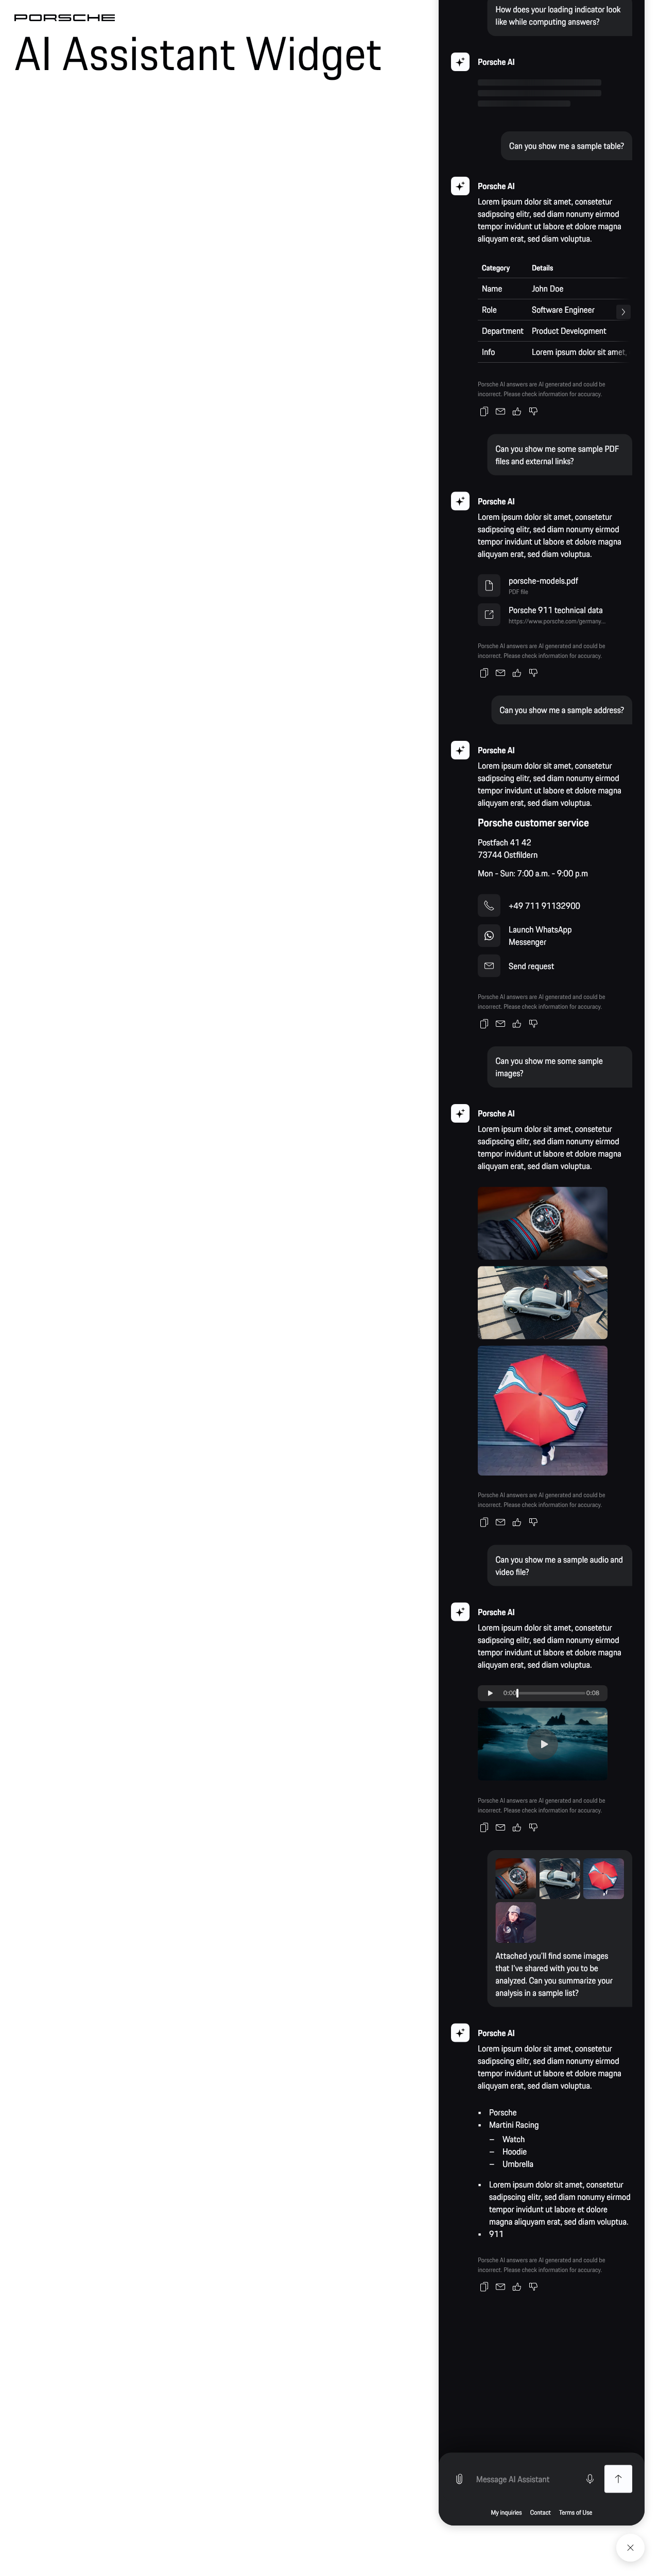 PORSCHE
AI Assistant Widget
How does your loading indicator look
like while computing answers?
Porsche AI
Can you show me a sample table?
Porsche AI
Lorem ipsum dolor sit amet, consetetur
sadipscing elitr, sed diam nonumy eirmod
tempor invidunt ut labore et dolore magna
aliquyam erat, sed diam voluptua.
Category Details
Name John Doe
Role Software Engineer
Department Product Development
Info Lorem ipsum dolor sit amet,
Porsche AI answers are AI generated and could be
incorrect. Please check information for accuracy.
Can you show me some sample PDF
files and external links?
Porsche AI
Lorem ipsum dolor sit amet, consetetur
sadipscing elitr, sed diam nonumy eirmod
tempor invidunt ut labore et dolore magna
aliquyam erat, sed diam voluptua.
porsche-models.pdf
PDF file
Porsche 911 technical data
https://www.porsche.com/germany...
Porsche AI answers are AI generated and could be
incorrect. Please check information for accuracy.
Can you show me a sample address?
Porsche AI
Lorem ipsum dolor sit amet, consetetur
sadipscing elitr, sed diam nonumy eirmod
tempor invidunt ut labore et dolore magna
aliquyam erat, sed diam voluptua.
Porsche customer service
Postfach 41 42
73744 Ostfildern
Mon - Sun: 7:00 a.m. - 9:00 p.m
+49 711 91132900
Launch WhatsApp
Messenger
Send request
Porsche AI answers are AI generated and could be
incorrect. Please check information for accuracy.
Can you show me some sample
images?
Porsche AI
Lorem ipsum dolor sit amet, consetetur
sadipscing elitr, sed diam nonumy eirmod
tempor invidunt ut labore et dolore magna
aliquyam erat, sed diam voluptua.
Porsche AI answers are AI generated and could be
incorrect. Please check information for accuracy.
Can you show me a sample audio and
video file?
Porsche AI
Lorem ipsum dolor sit amet, consetetur
sadipscing elitr, sed diam nonumy eirmod
tempor invidunt ut labore et dolore magna
aliquyam erat, sed diam voluptua.
0:00 0:08
Porsche AI answers are AI generated and could be
incorrect. Please check information for accuracy.
Attached you'll find some images
that I've shared with you to be
analyzed. Can you summarize your
analysis in a sample list?
Porsche AI
Lorem ipsum dolor sit amet, consetetur
sadipscing elitr, sed diam nonumy eirmod
tempor invidunt ut labore et dolore magna
aliquyam erat, sed diam voluptua.
• Porsche
• Martini Racing
– Watch
– Hoodie
– Umbrella
• Lorem ipsum dolor sit amet, consetetur
sadipscing elitr, sed diam nonumy eirmod
tempor invidunt ut labore et dolore
magna aliquyam erat, sed diam voluptua.
• 911
Porsche AI answers are AI generated and could be
incorrect. Please check information for accuracy.
Message AI Assistant
My inquiries Contact Terms of Use